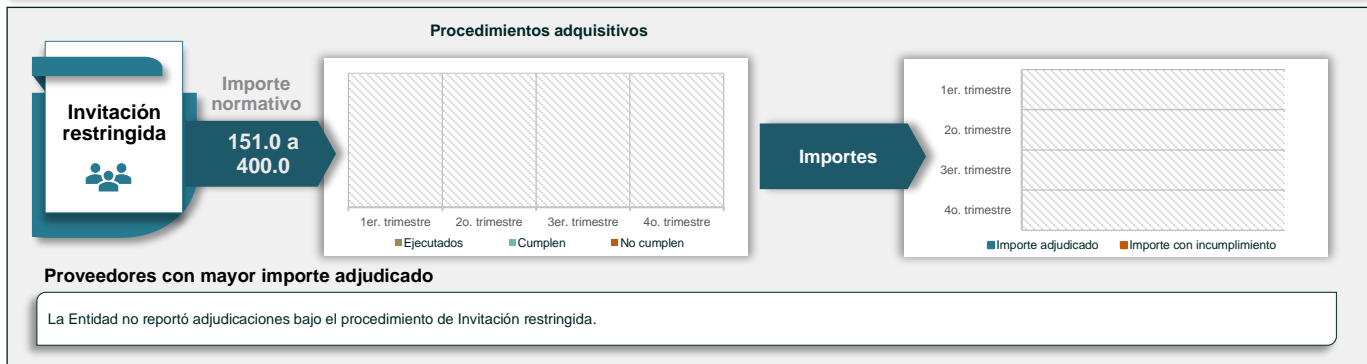 Procedimientos adquisitivos
Invitación
restringida
Importe
normativo
151.0 a
400.0
1er. trimestre
2o. trimestre
3er. trimestre
4o. trimestre
Ejecutados
Cumplen
No cumplen
Importes
1er. trimestre
2o. trimestre
3er. trimestre
4o. trimestre
Importe adjudicado
Importe con incumplimiento
Proveedores con mayor importe adjudicado
La Entidad no reportó adjudicaciones bajo el procedimiento de Invitación restringida.